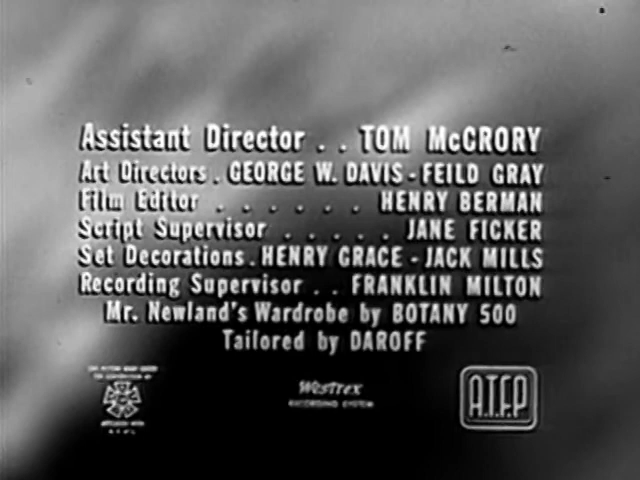 Assistant Director . . TOM McCRORY
Art Directors . GEORGE W. DAVIS - FEILD GRAY
Film Editor . . . . . . HENRY BERMAN
Script Supervisor . . . . . JANE FICKER
Set Decorations . HENRY GRACE - JACK MILLS
Recording Supervisor . . FRANKLIN MILTON
Mr. Newland's Wardrobe by BOTANY 500
Tailored by DAROFF
Westrex
RECORDING SYSTEM
A.T.F.P.